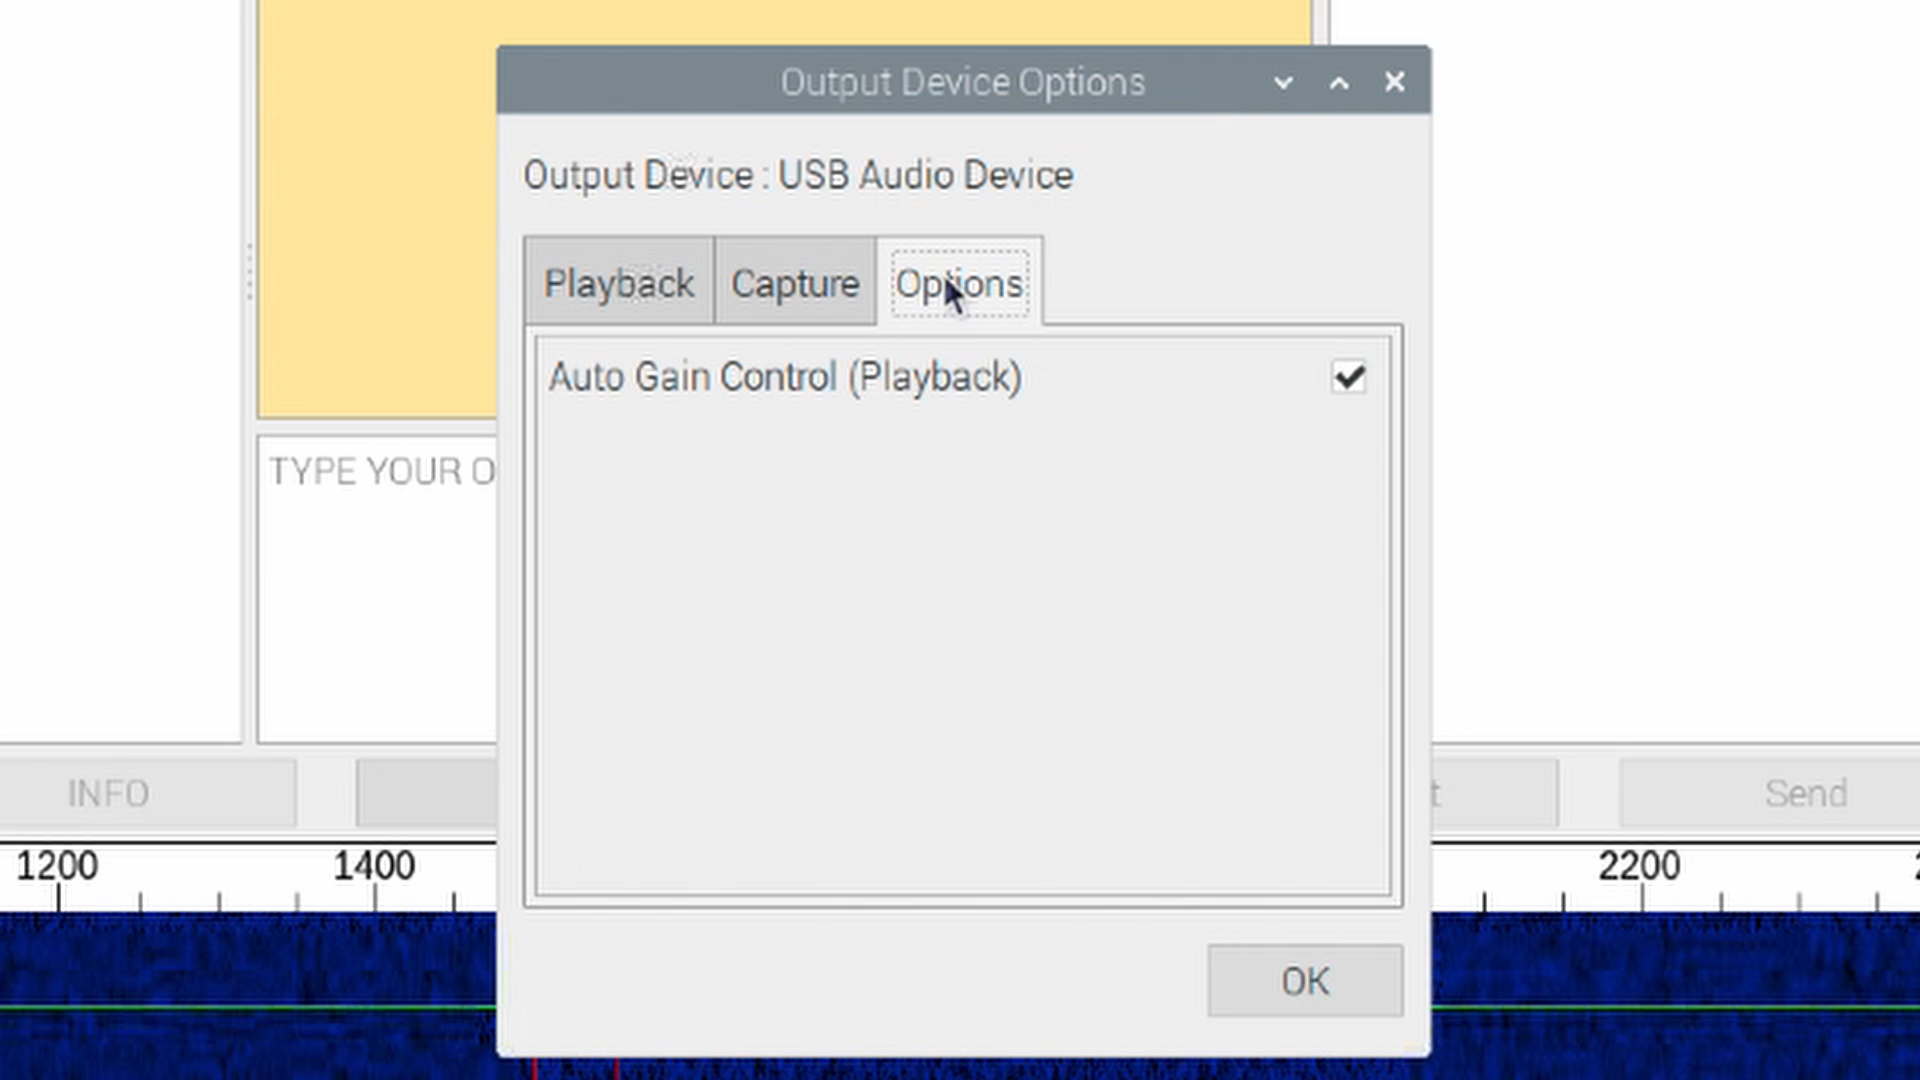 Output Device Options
Output Device : USB Audio Device
Playback Capture Options
Auto Gain Control (Playback)
TYPE YOUR O
INFO
t
Send
1200 1400 2200
OK